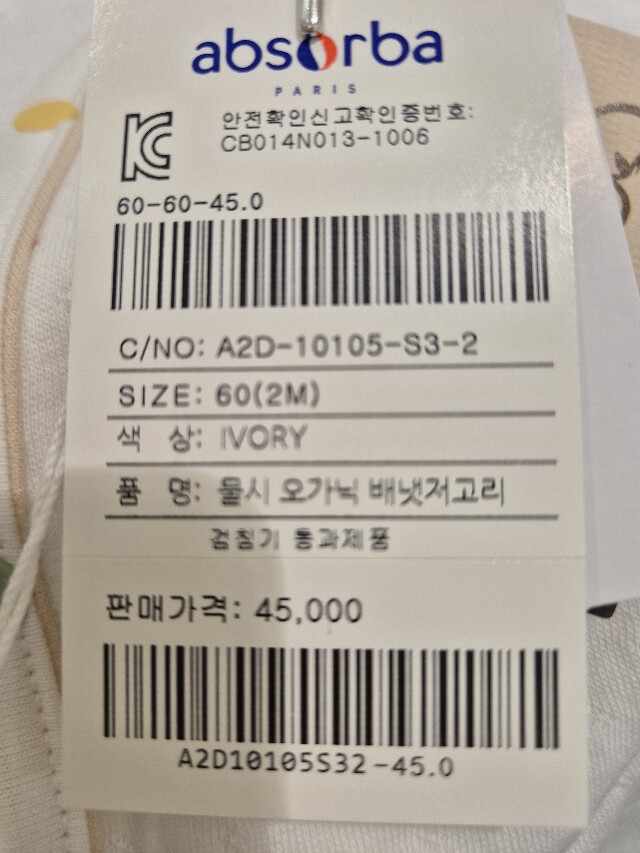 absorba
PARIS
안전확인신고확인증번호:
CB014N013-1006
60-60-45.0
C/NO: A2D-10105-S3-2
SIZE: 60(2M)
색 상: IVORY
품 명: 물시 오가닉 배냇저고리
검침기 통과제품
판매가격: 45,000
A2D10105S32-45.0